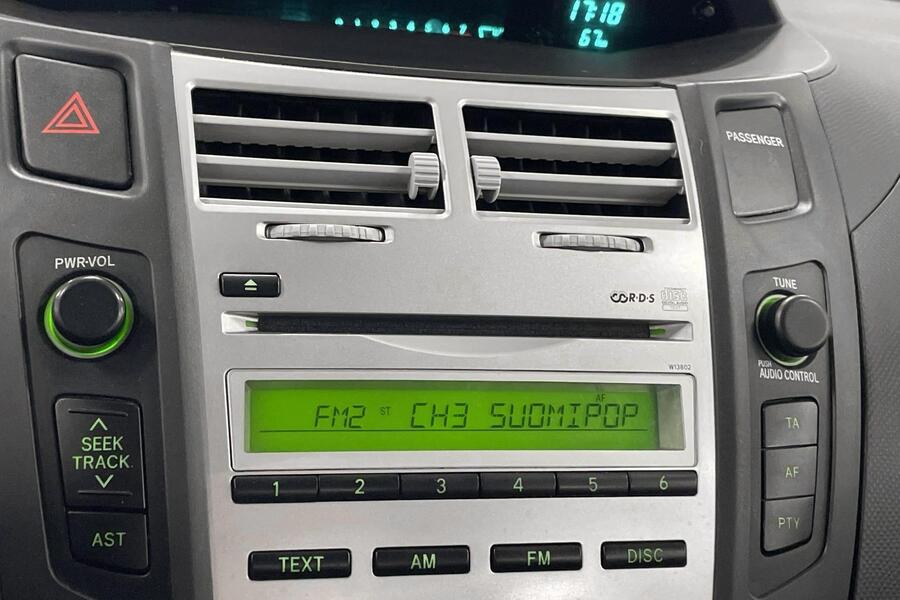 17:18
PASSENGER
PWR·VOL
TUNE
R·D·S
W13802
PUSH
AUDIO CONTROL
AF
FM2 ST CH3 SUOMIPOP
SEEK
TRACK
TA
1 2 3 4 5 6
AF
AST
PTY
TEXT AM FM DISC